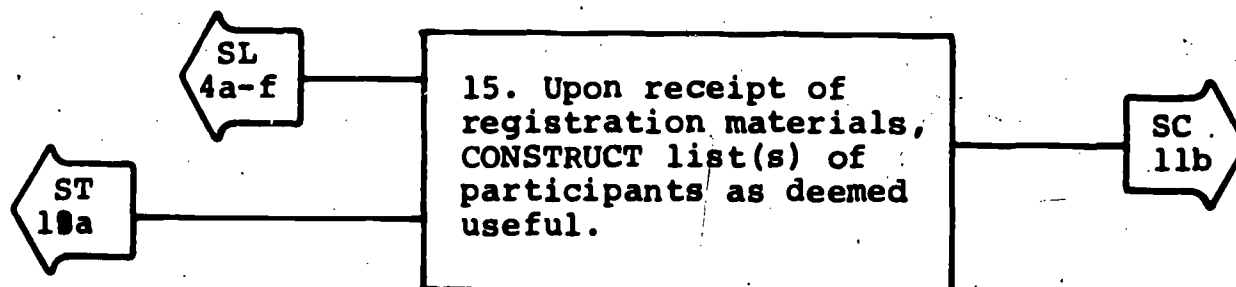 SL
4a-f
15. Upon receipt of
registration materials,
CONSTRUCT list(s) of
participants as deemed
useful.
SC
11b
ST